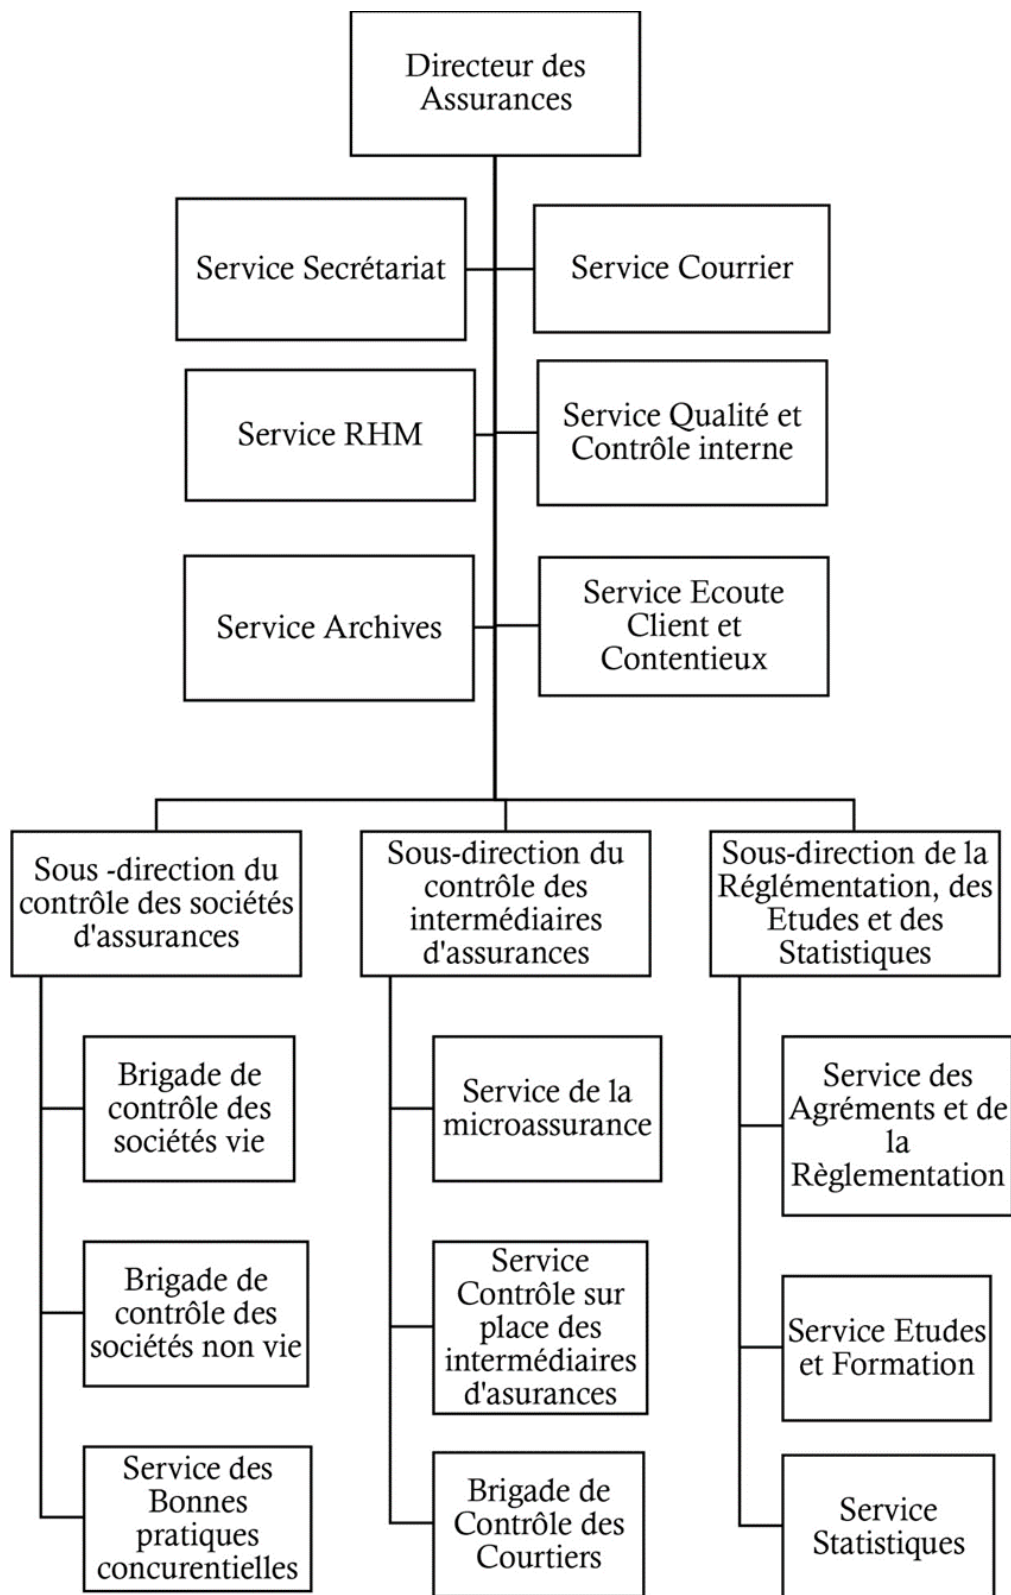 Directeur des
Assurances
Service Secrétariat
Service Courrier
Service RHM
Service Qualité et
Contrôle interne
Service Archives
Service Ecoute
Client et
Contentieux
Sous -direction du
contrôle des sociétés
d'assurances
Sous-direction du
contrôle des
intermédiaires
d'assurances
Sous-direction de la
Réglémentation, des
Etudes et des
Statistiques
Brigade de
contrôle des
sociétés vie
Service de la
microassurance
Service des
Agréments et de
la
Règlementation
Brigade de
contrôle des
sociétés non vie
Service
Contrôle sur
place des
intermédiaires
d'asurances
Service Etudes
et Formation
Service des
Bonnes
pratiques
concurentielles
Brigade de
Contrôle des
Courtiers
Service
Statistiques